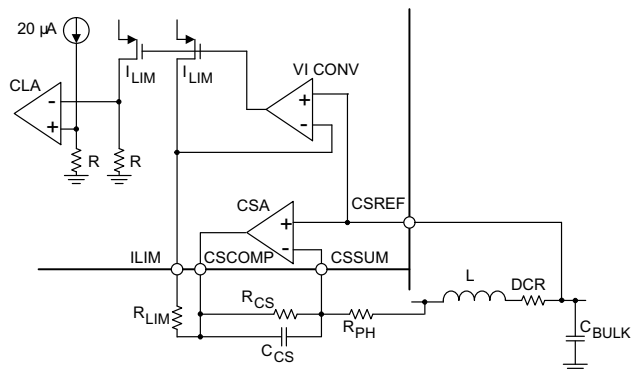 20 µA
CLA
-
+
R
R
ILIM
ILIM
VI CONV
+
-
CSA
+
-
CSREF
ILIM
CSCOMP
CSSUM
RLIM
RCS
CCS
RPH
L
DCR
CBULK